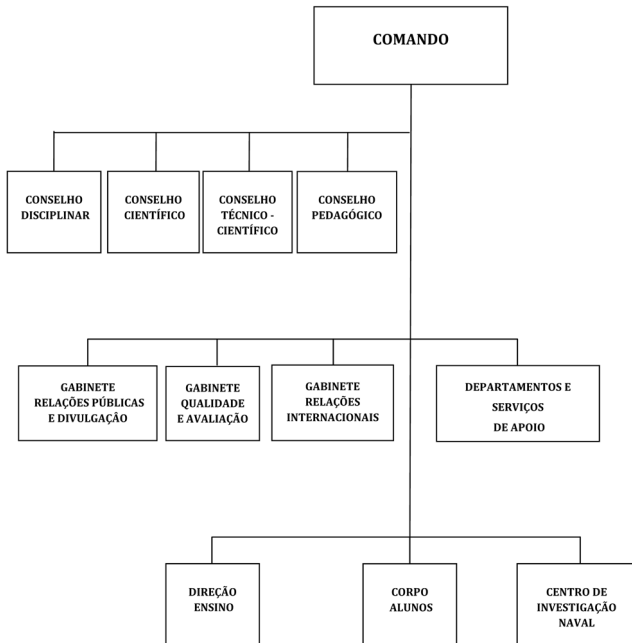 COMANDO
CONSELHO
DISCIPLINAR
CONSELHO
CIENTÍFICO
CONSELHO
TÉCNICO -
CIENTÍFICO
CONSELHO
PEDAGÓGICO
GABINETE
RELAÇÕES PÚBLICAS
E DIVULGAÇÂO
GABINETE
QUALIDADE
E AVALIAÇÃO
GABINETE
RELAÇÕES
INTERNACIONAIS
DEPARTAMENTOS E
SERVIÇOS
DE APOIO
DIREÇÃO
ENSINO
CORPO
ALUNOS
CENTRO DE
INVESTIGAÇÃO
NAVAL